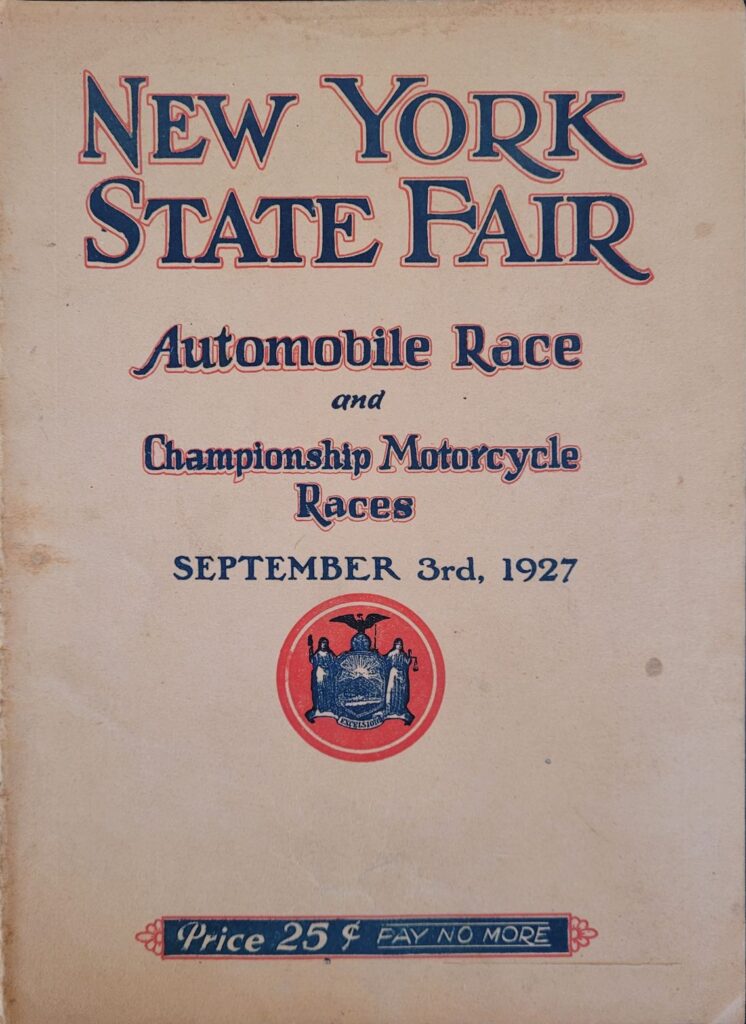 NEW YORK
STATE FAIR
Automobile Race
and
Championship Motorcycle
Races
SEPTEMBER 3rd, 1927
EXCELSIOR
Price 25 ¢ PAY NO MORE